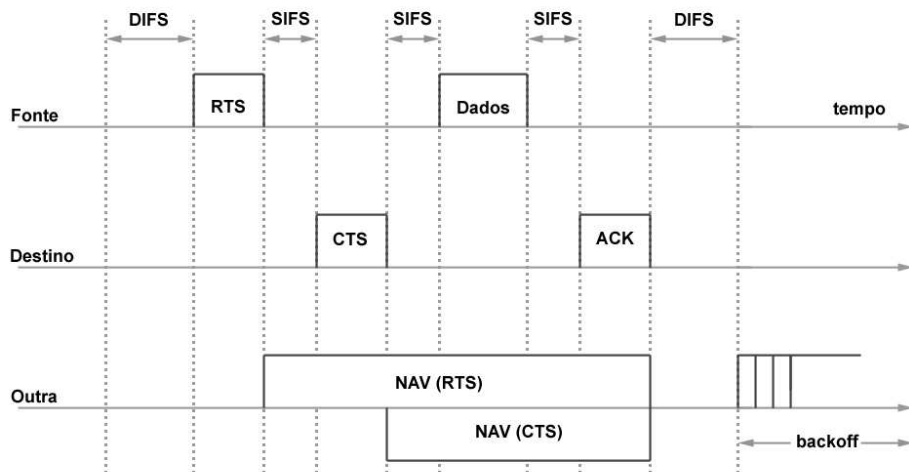 DIFS SIFS SIFS SIFS DIFS
RTS Dados
Fonte tempo
CTS ACK
Destino
NAV (RTS)
Outra
NAV (CTS) backoff